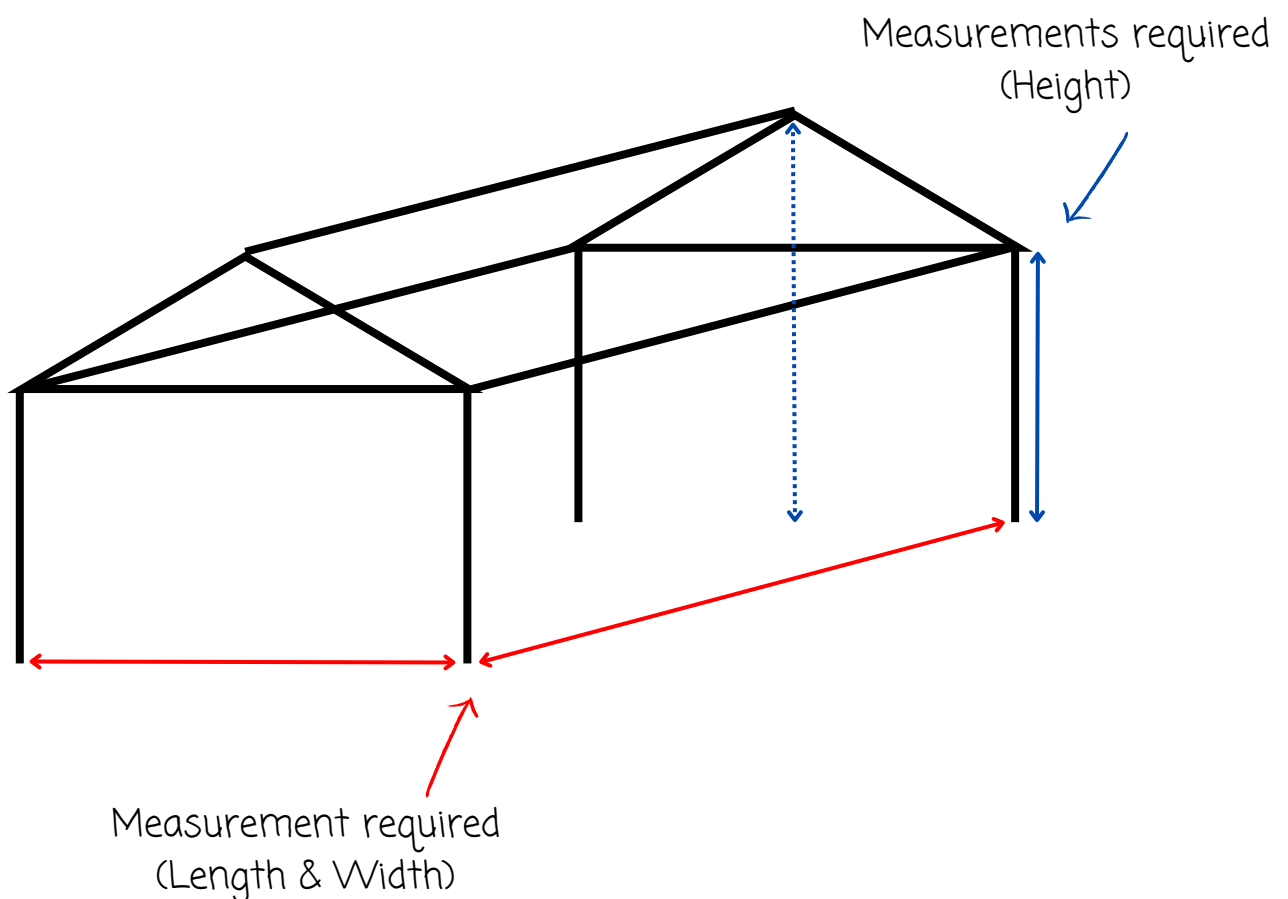 Measurements required
(Height)
Measurement required
(Length & Width)